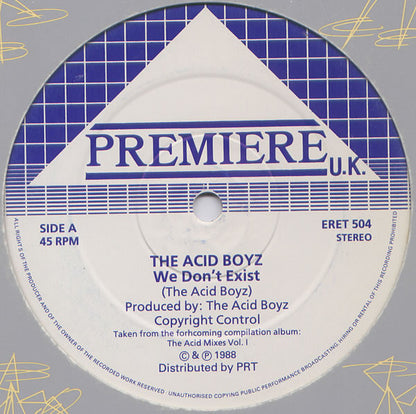 PREMIERE
U.K.
SIDE A
45 RPM
ERET 504
STEREO
THE ACID BOYZ
We Don't Exist
(The Acid Boyz)
Produced by: The Acid Boyz
Copyright Control
Taken from the forthcoming compilation album:
The Acid Mixes Vol. I
© & ℗ 1988
Distributed by PRT
ALL RIGHTS OF THE PRODUCER AND OF THE OWNER OF THE RECORDED WORK RESERVED · UNAUTHORISED COPYING PUBLIC PERFORMANCE BROADCASTING, HIRING OR RENTAL OF THIS RECORDING PROHIBITED